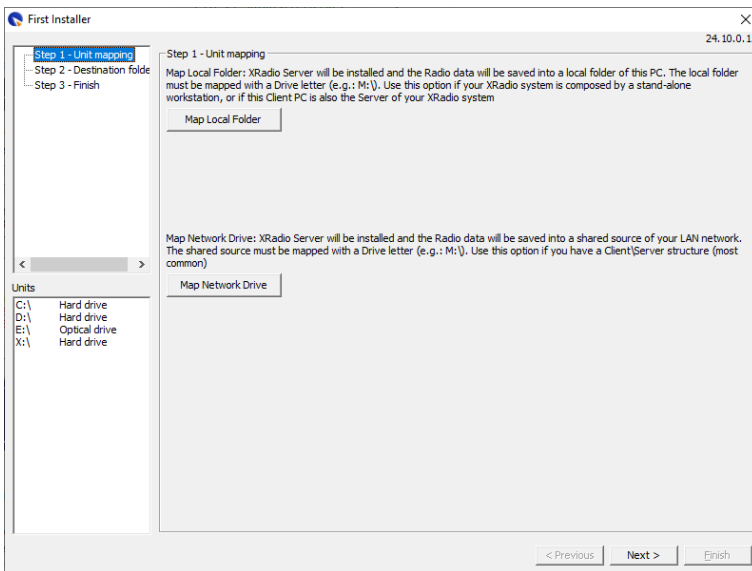 First Installer
24.10.0.1
Step 1 - Unit mapping
Step 2 - Destination folde
Step 3 - Finish
Step 1 - Unit mapping
Map Local Folder: XRadio Server will be installed and the Radio data will be saved into a local folder of this PC. The local folder
must be mapped with a Drive letter (e.g.: M:\). Use this option if your XRadio system is composed by a stand-alone
workstation, or if this Client PC is also the Server of your XRadio system
Map Local Folder
Map Network Drive: XRadio Server will be installed and the Radio data will be saved into a shared source of your LAN network.
The shared source must be mapped with a Drive letter (e.g.: M:\). Use this option if you have a Client\Server structure (most
common)
Map Network Drive
Units
C:\ Hard drive
D:\ Hard drive
E:\ Optical drive
X:\ Hard drive
< Previous
Next >
Finish